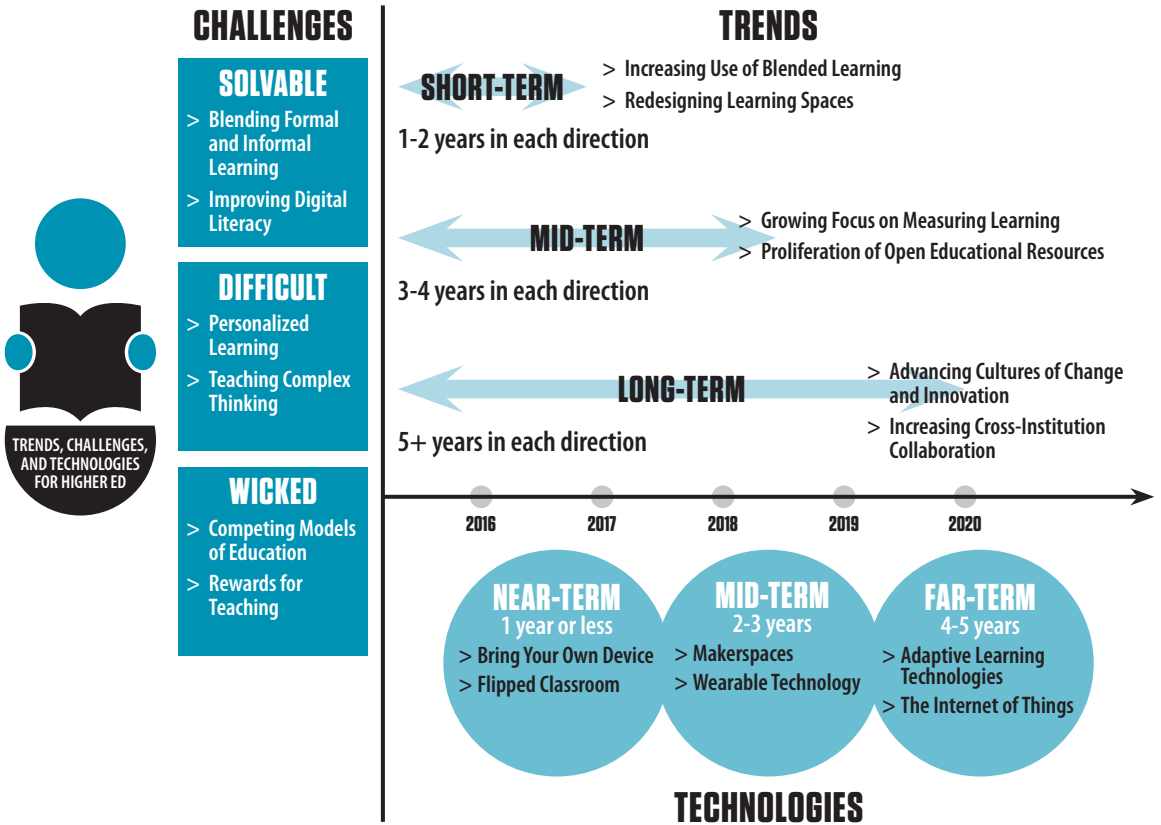 CHALLENGES
SOLVABLE
> Blending Formal
and Informal
Learning
> Improving Digital
Literacy
DIFFICULT
> Personalized
Learning
> Teaching Complex
Thinking
WICKED
> Competing Models
of Education
> Rewards for
Teaching
TRENDS, CHALLENGES,
AND TECHNOLOGIES
FOR HIGHER ED
TRENDS
SHORT-TERM
> Increasing Use of Blended Learning
> Redesigning Learning Spaces
1-2 years in each direction
MID-TERM
> Growing Focus on Measuring Learning
> Proliferation of Open Educational Resources
3-4 years in each direction
LONG-TERM
> Advancing Cultures of Change
and Innovation
> Increasing Cross-Institution
Collaboration
5+ years in each direction
2016 2017 2018 2019 2020
NEAR-TERM
1 year or less
> Bring Your Own Device
> Flipped Classroom
MID-TERM
2-3 years
> Makerspaces
> Wearable Technology
FAR-TERM
4-5 years
> Adaptive Learning
Technologies
> The Internet of Things
TECHNOLOGIES